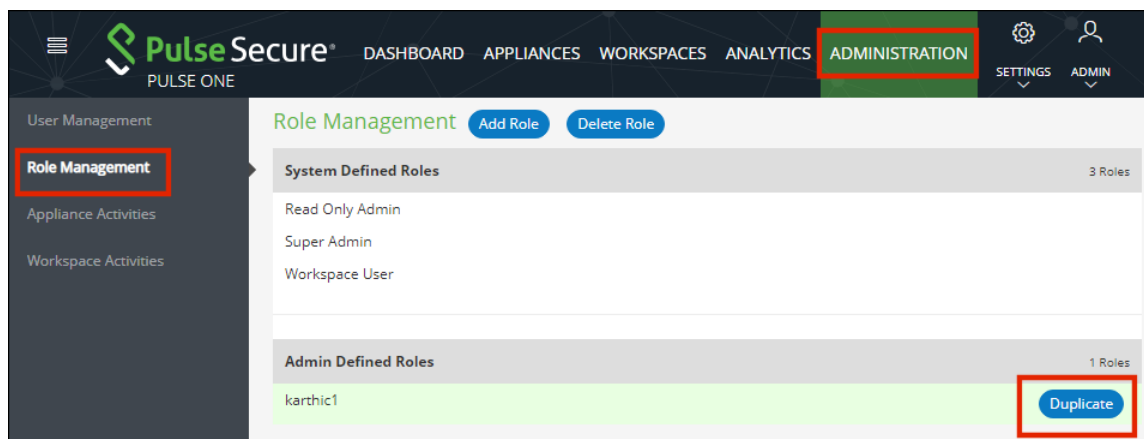 Pulse Secure®
PULSE ONE
DASHBOARD APPLIANCES WORKSPACES ANALYTICS ADMINISTRATION
SETTINGS ADMIN
User Management
Role Management
Appliance Activities
Workspace Activities
Role Management Add Role Delete Role
System Defined Roles 3 Roles
Read Only Admin
Super Admin
Workspace User
Admin Defined Roles 1 Roles
karthic1 Duplicate